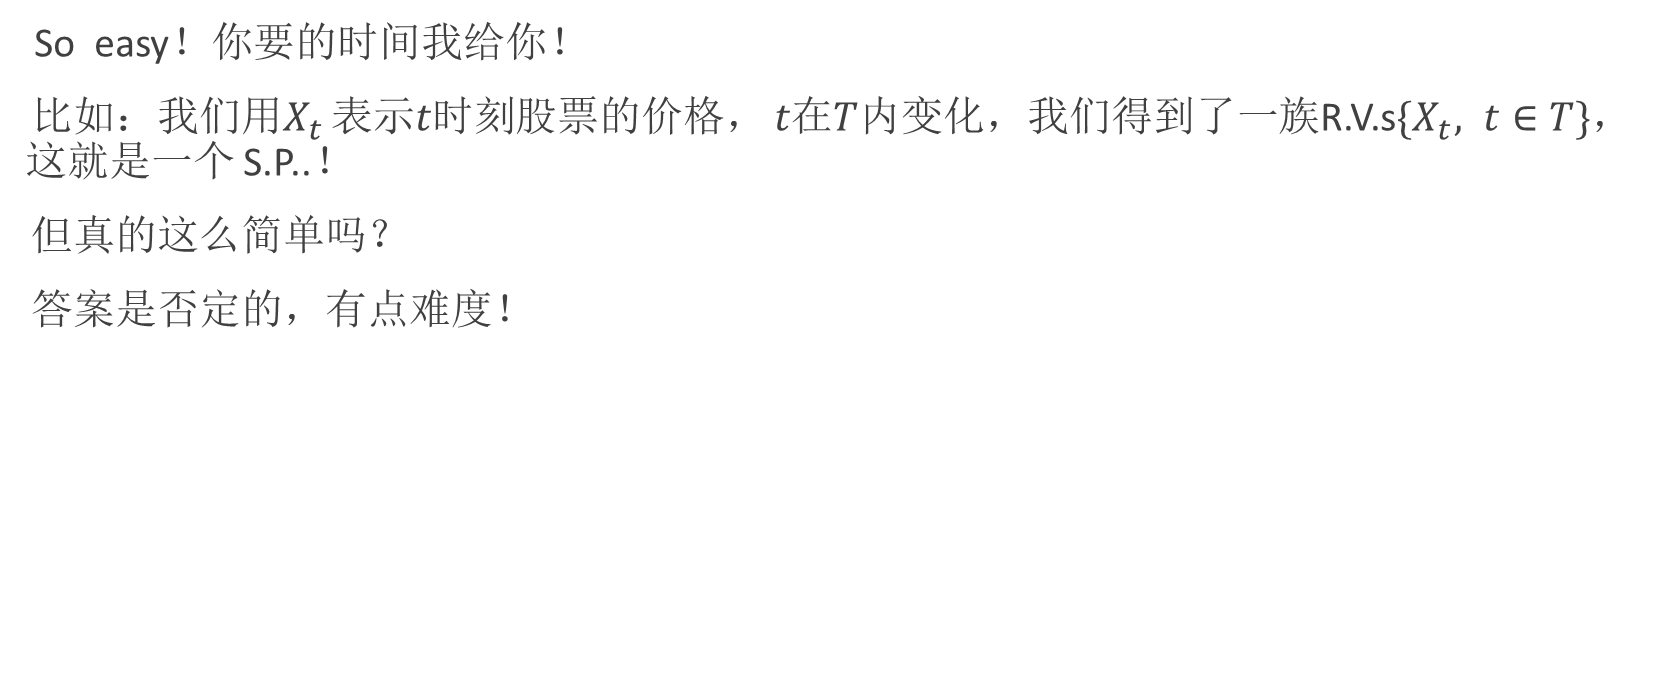 So easy！你要的时间我给你！
比如：我们用𝑋ₜ 表示𝑡时刻股票的价格， 𝑡在𝑇内变化，我们得到了一族R.V.s{𝑋ₜ, 𝑡 ∈ 𝑇}，
这就是一个 S.P..！
但真的这么简单吗？
答案是否定的，有点难度！